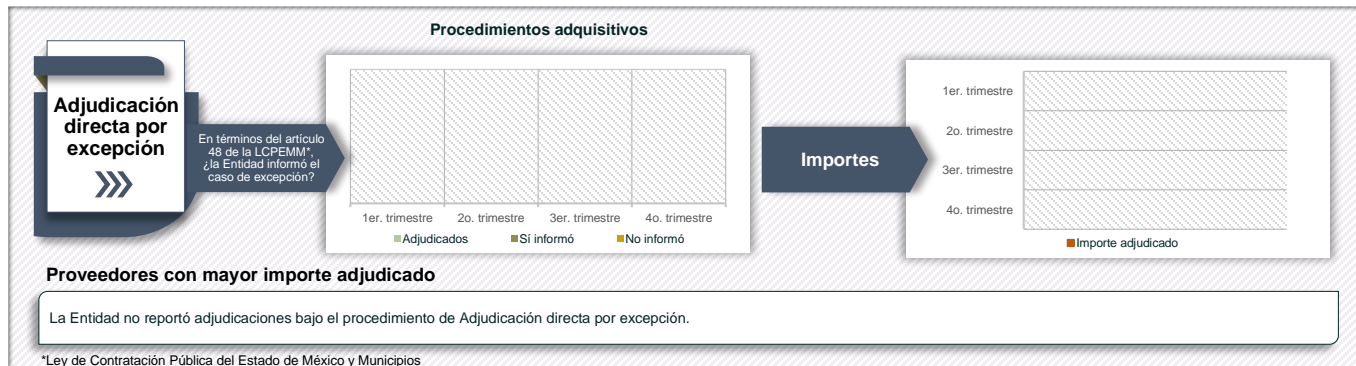 Procedimientos adquisitivos
Adjudicación
directa por
excepción
En términos del artículo
48 de la LCPEMM*,
¿la Entidad informó el
caso de excepción?
1er. trimestre 2o. trimestre 3er. trimestre 4o. trimestre
Adjudicados Sí informó No informó
Importes
1er. trimestre
2o. trimestre
3er. trimestre
4o. trimestre
Importe adjudicado
Proveedores con mayor importe adjudicado
La Entidad no reportó adjudicaciones bajo el procedimiento de Adjudicación directa por excepción.
*Ley de Contratación Pública del Estado de México y Municipios